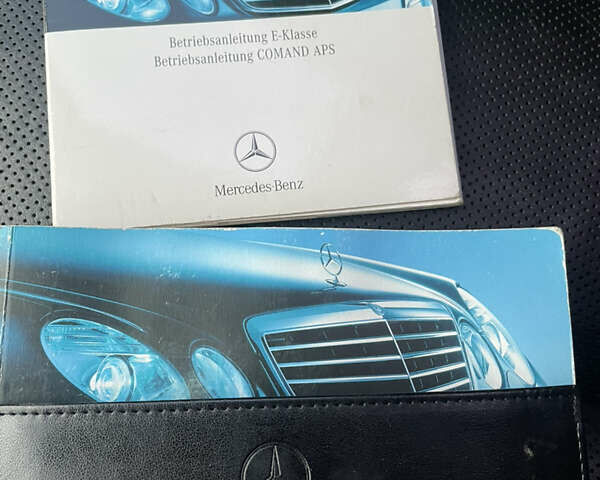 Betriebsanleitung E-Klasse
Betriebsanleitung COMAND APS
Mercedes-Benz